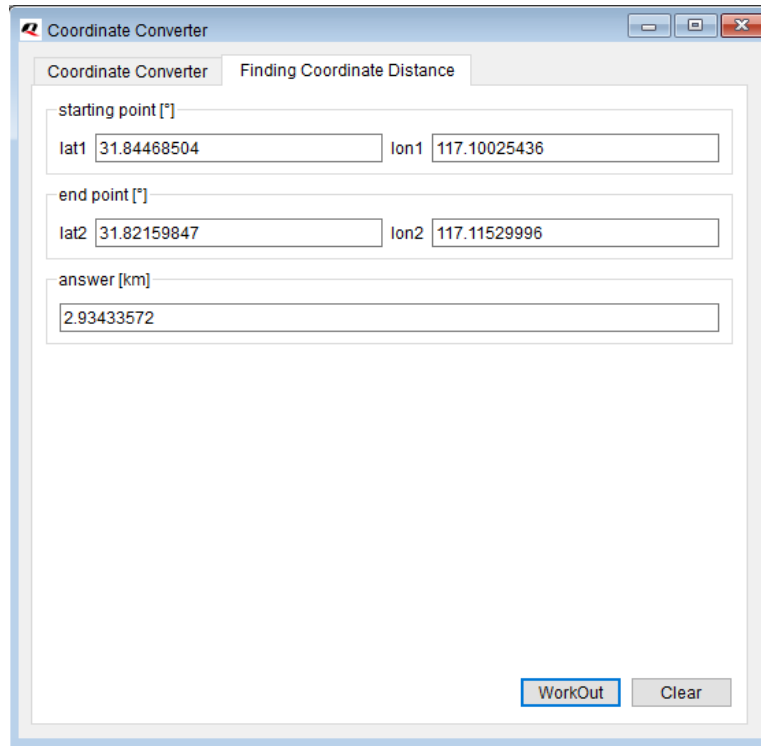 Coordinate Converter
Coordinate Converter Finding Coordinate Distance
starting point [°]
lat1 31.84468504 lon1 117.10025436
end point [°]
lat2 31.82159847 lon2 117.11529996
answer [km]
2.93433572
WorkOut Clear